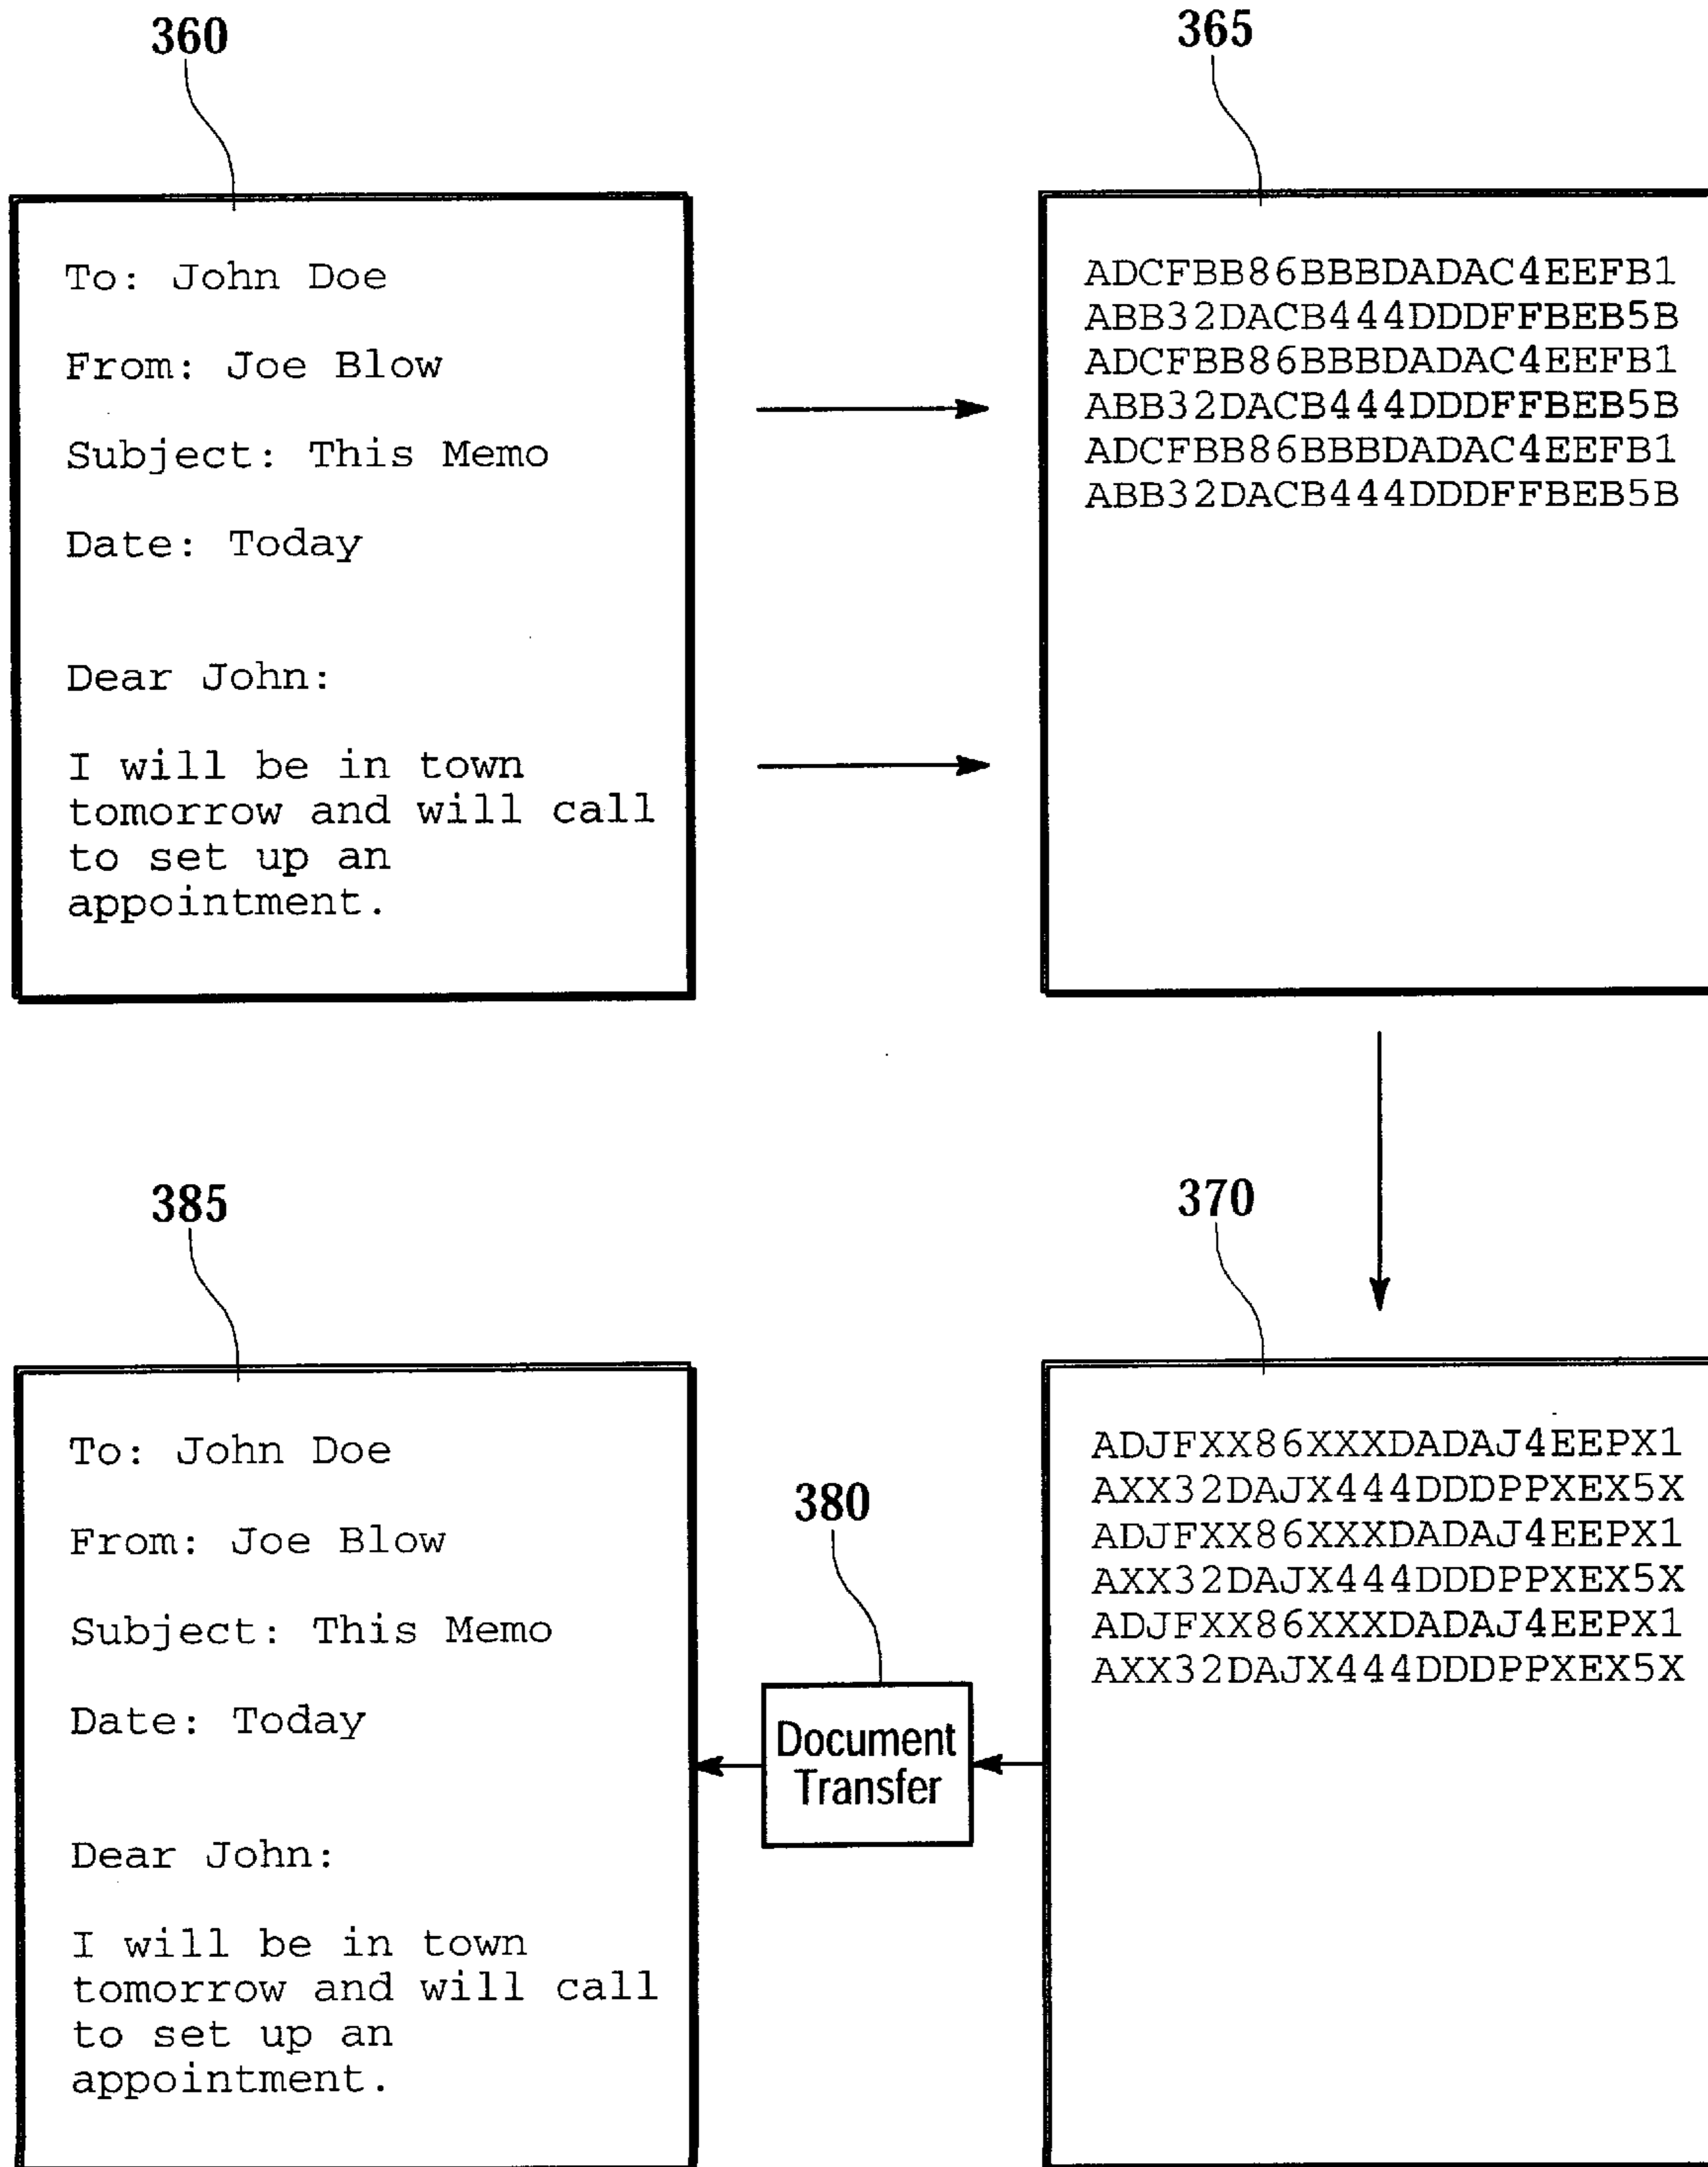 360
To: John Doe
From: Joe Blow
Subject: This Memo
Date: Today
Dear John:
I will be in town
tomorrow and will call
to set up an
appointment.
365
ADCFBB86BBBDADAC4EEFB1
ABB32DACB444DDDFFBEB5B
ADCFBB86BBBDADAC4EEFB1
ABB32DACB444DDDFFBEB5B
ADCFBB86BBBDADAC4EEFB1
ABB32DACB444DDDFFBEB5B
370
ADJFXX86XXXDADAJ4EEPX1
AXX32DAJX444DDDPPXEX5X
ADJFXX86XXXDADAJ4EEPX1
AXX32DAJX444DDDPPXEX5X
ADJFXX86XXXDADAJ4EEPX1
AXX32DAJX444DDDPPXEX5X
380
Document
Transfer
385
To: John Doe
From: Joe Blow
Subject: This Memo
Date: Today
Dear John:
I will be in town
tomorrow and will call
to set up an
appointment.